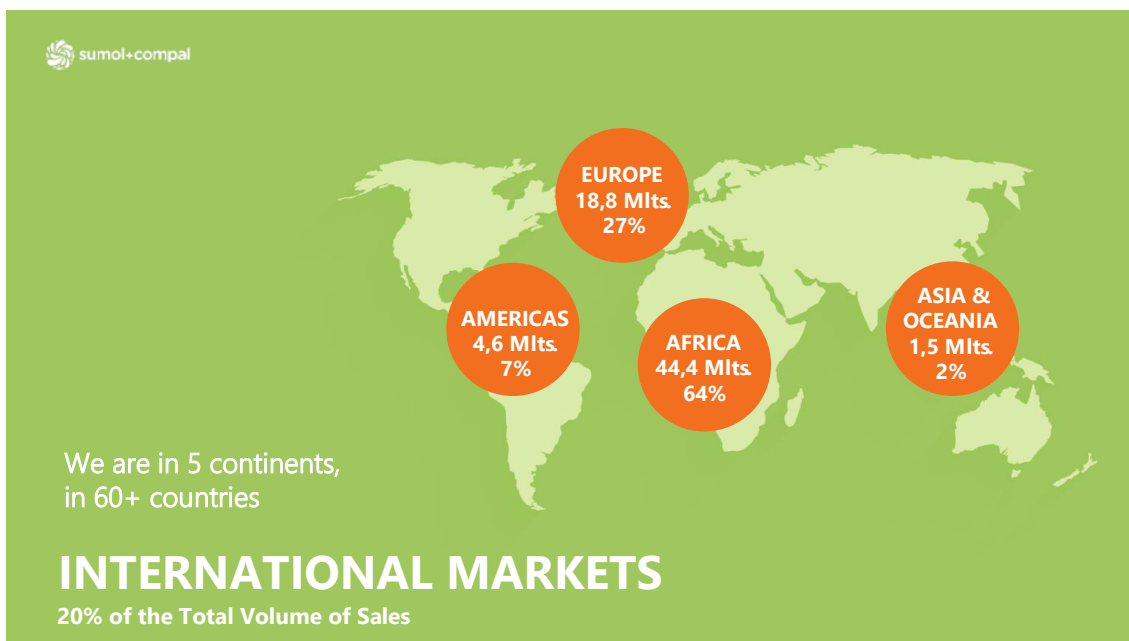 sumol+compal
EUROPE
18,8 Mlts.
27%
AMERICAS
4,6 Mlts.
7%
AFRICA
44,4 Mlts.
64%
ASIA &
OCEANIA
1,5 Mlts.
2%
We are in 5 continents,
in 60+ countries
INTERNATIONAL MARKETS
20% of the Total Volume of Sales